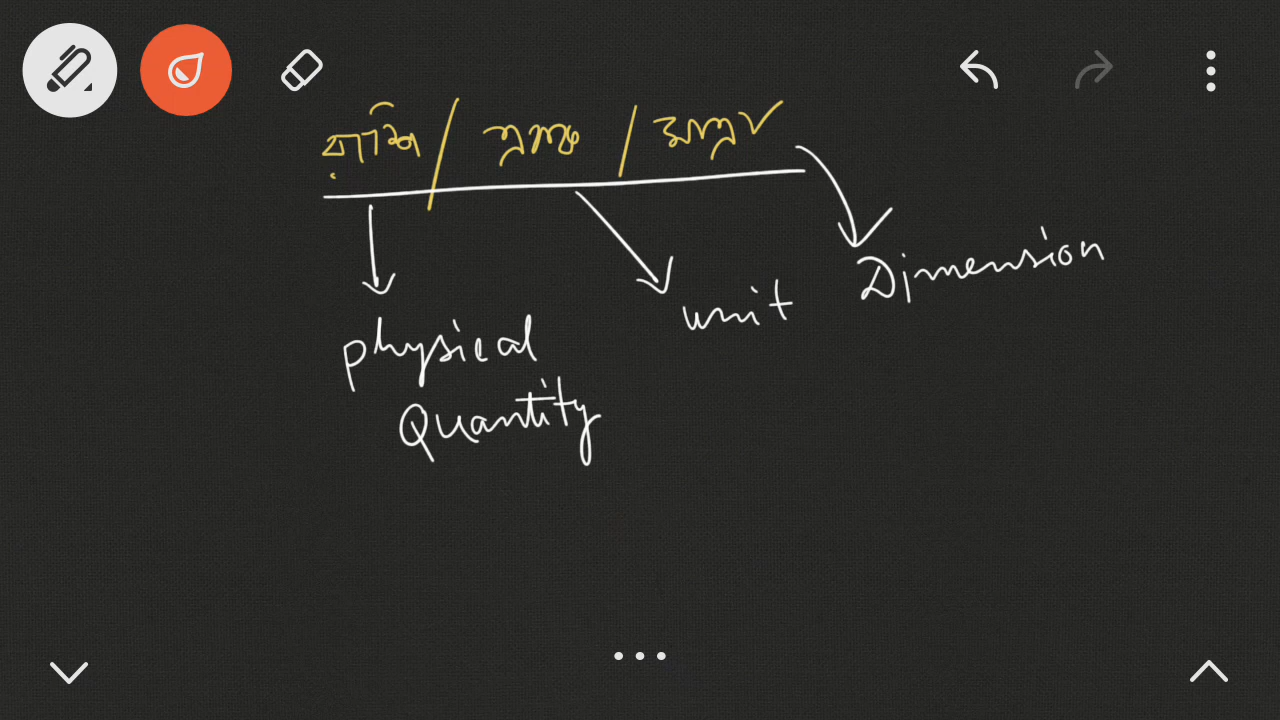 রাশি / একক / মাত্রা
physical
Quantity
unit
Dimension